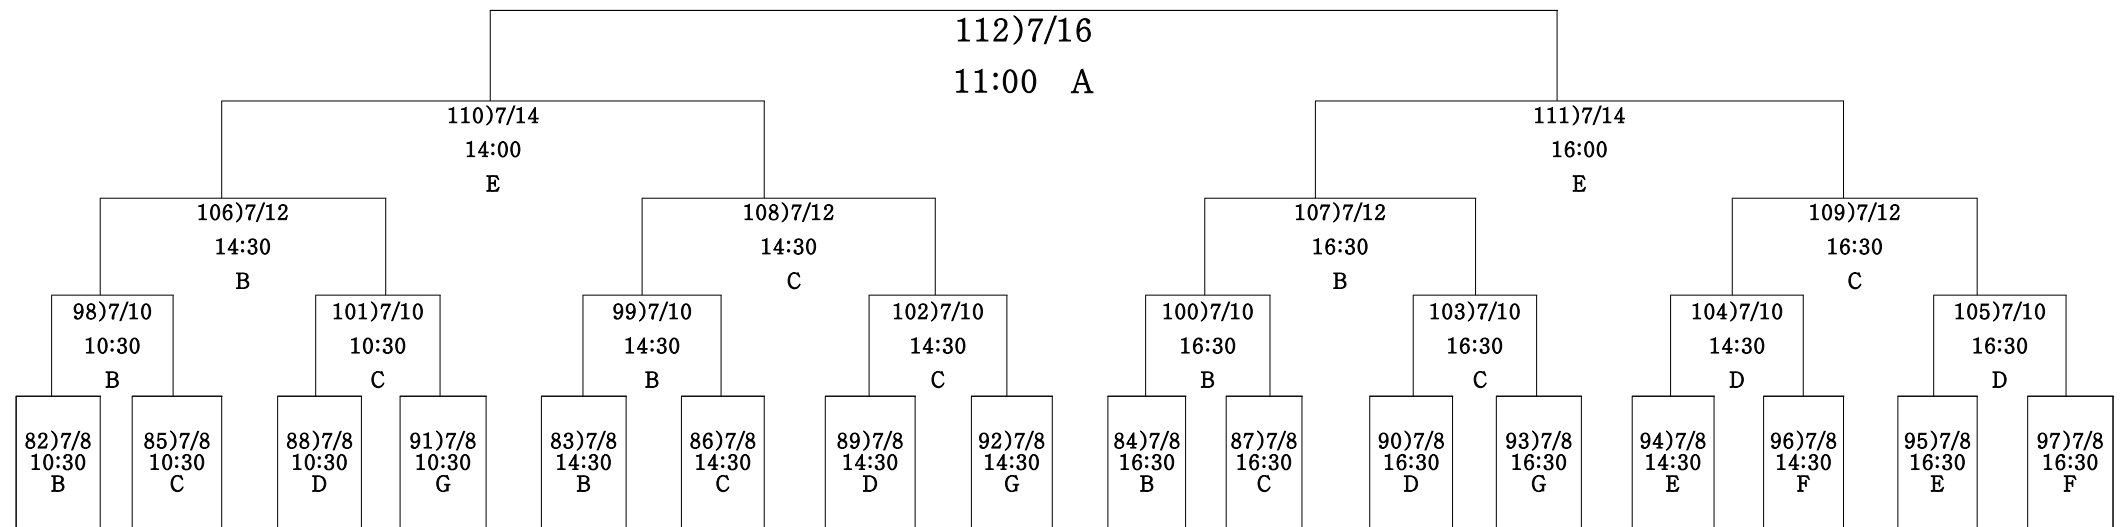 112)7/16
11:00 A
110)7/14
14:00
E
111)7/14
16:00
E
106)7/12
14:30
B
108)7/12
14:30
C
107)7/12
16:30
B
109)7/12
16:30
C
98)7/10
10:30
B
101)7/10
10:30
C
99)7/10
14:30
B
102)7/10
14:30
C
100)7/10
16:30
B
103)7/10
16:30
C
104)7/10
14:30
D
105)7/10
16:30
D
82)7/8
10:30
B
85)7/8
10:30
C
88)7/8
10:30
D
91)7/8
10:30
G
83)7/8
14:30
B
86)7/8
14:30
C
89)7/8
14:30
D
92)7/8
14:30
G
84)7/8
16:30
B
87)7/8
16:30
C
90)7/8
16:30
D
93)7/8
16:30
G
94)7/8
14:30
E
96)7/8
14:30
F
95)7/8
16:30
E
97)7/8
16:30
F